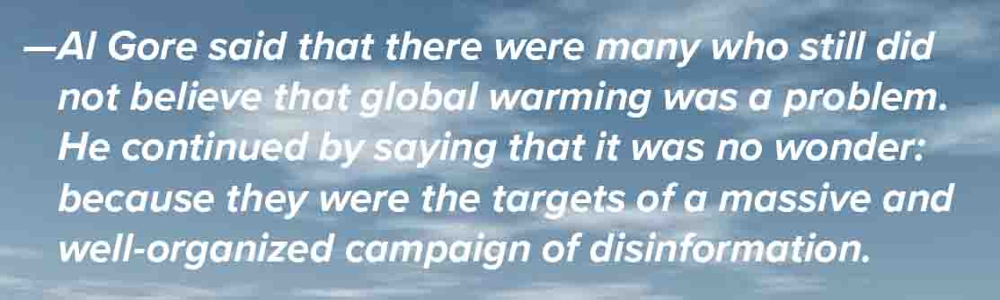 —Al Gore said that there were many who still did
not believe that global warming was a problem.
He continued by saying that it was no wonder:
because they were the targets of a massive and
well-organized campaign of disinformation.